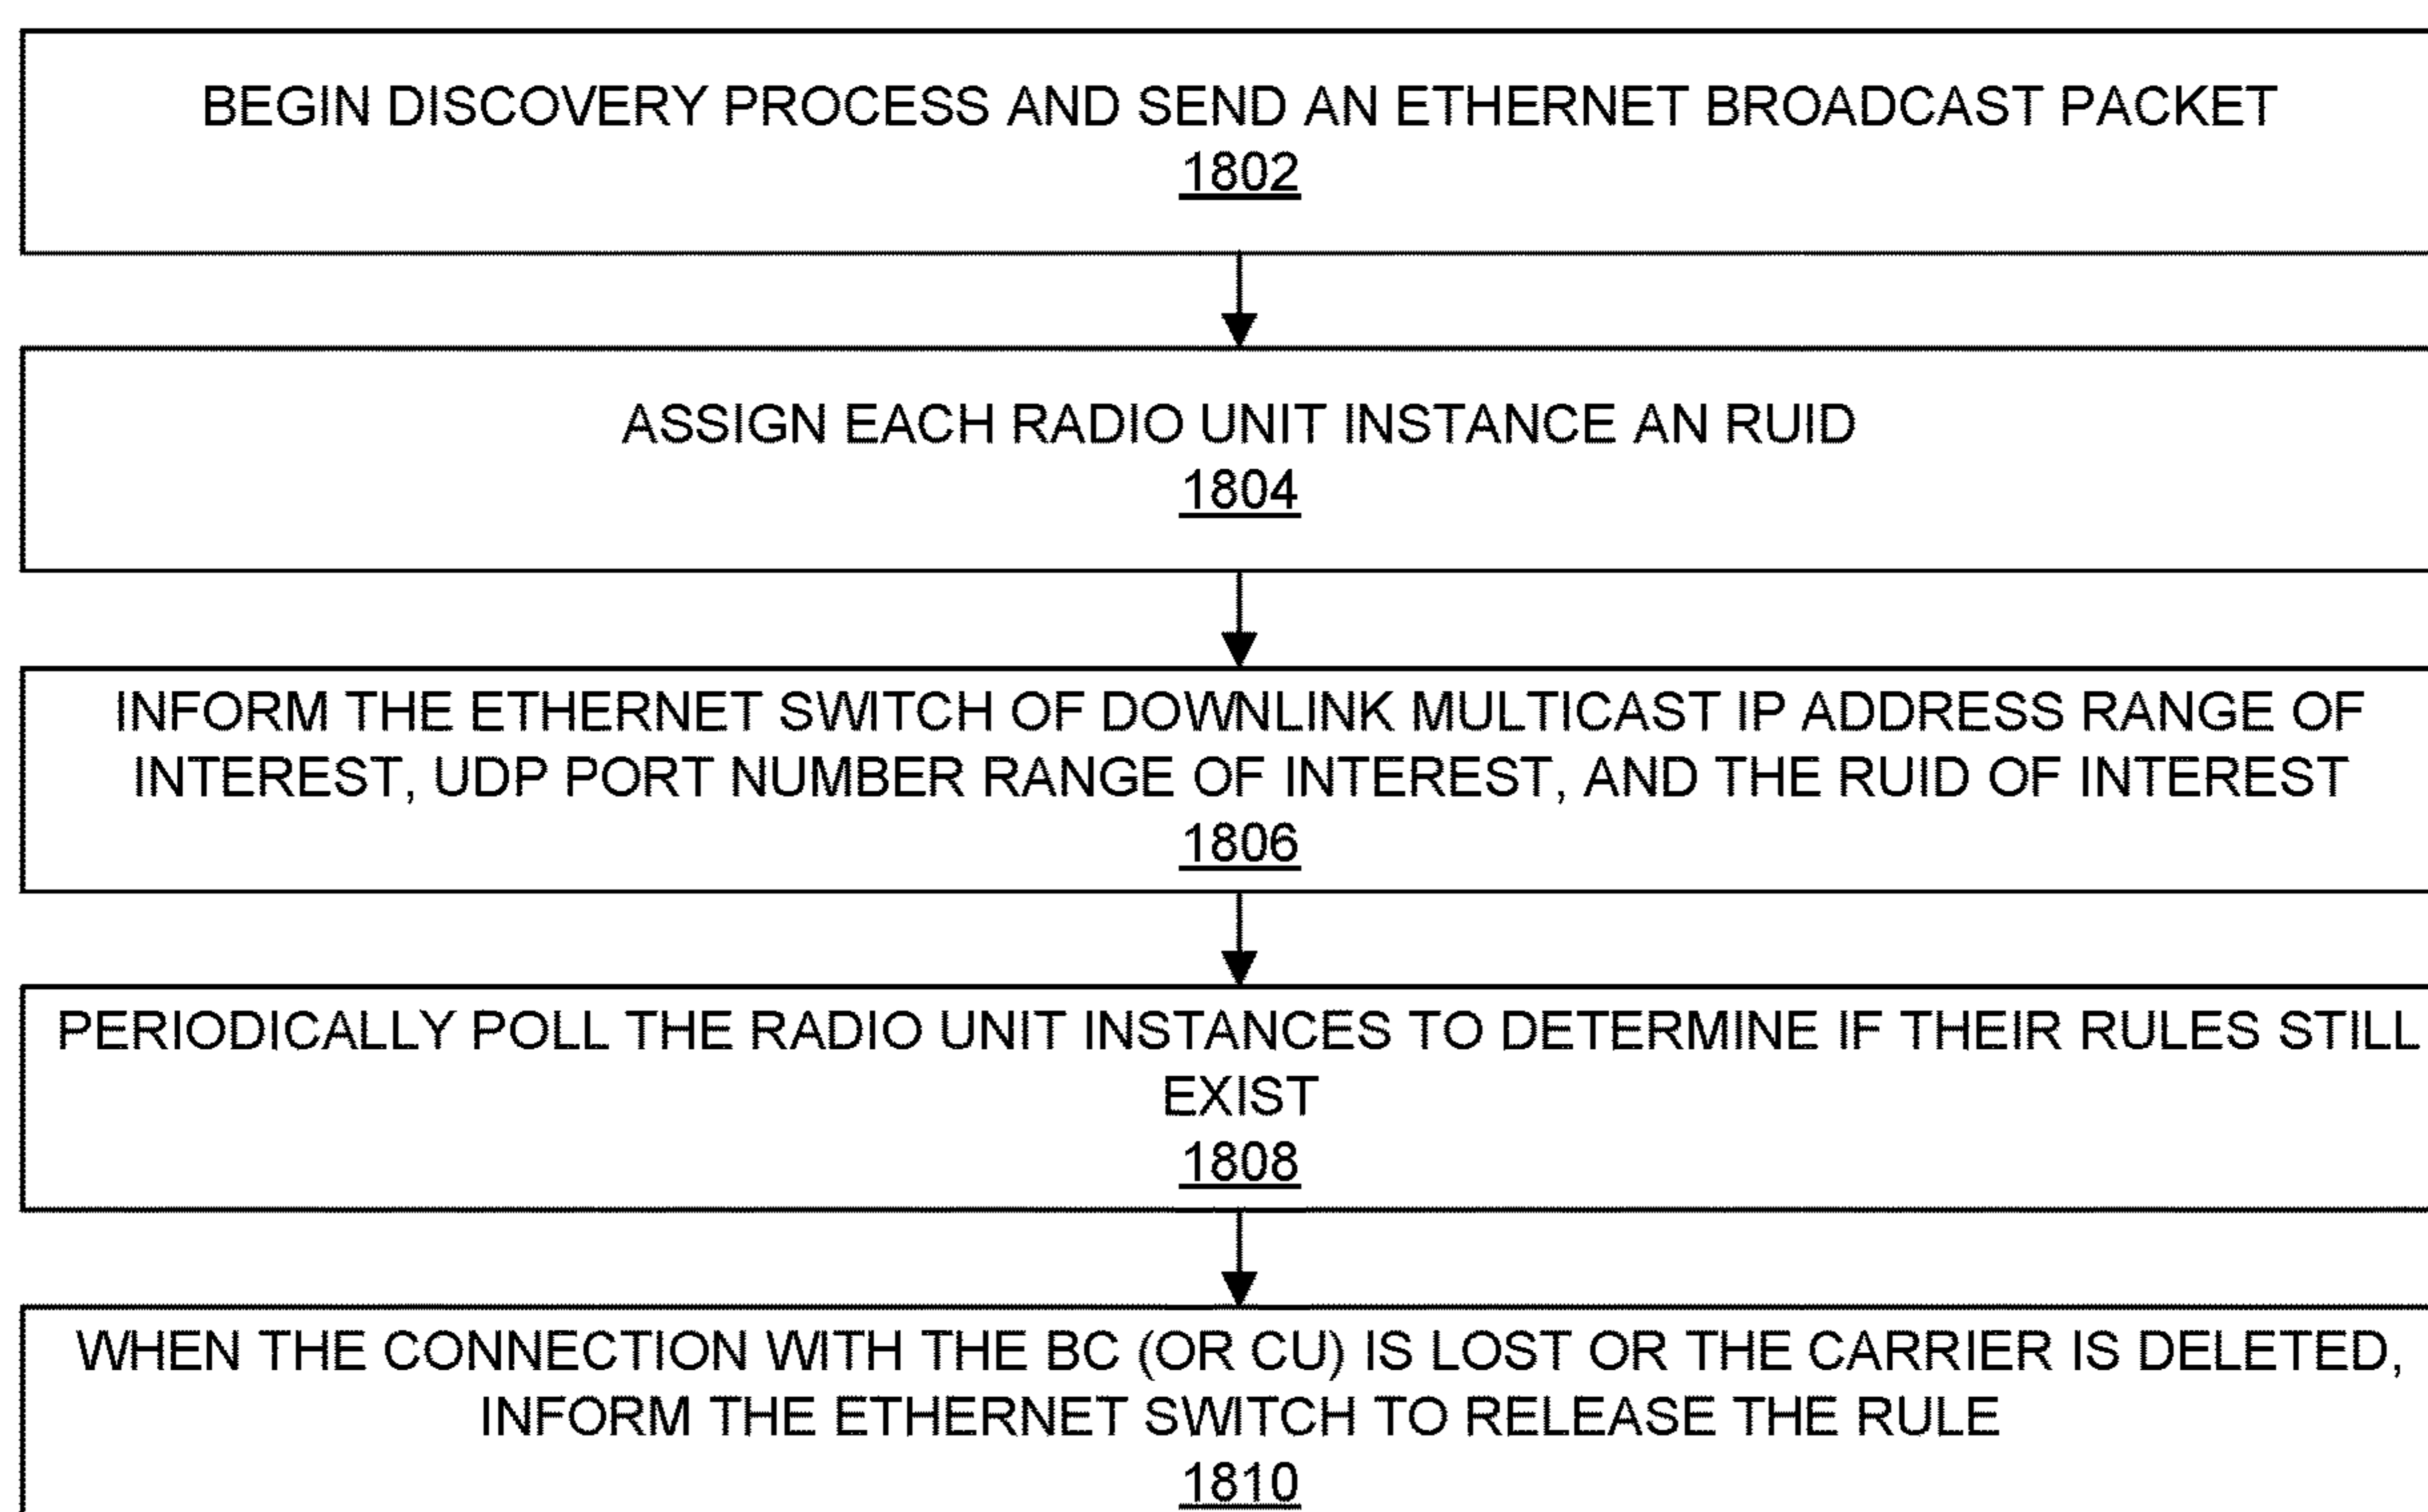 BEGIN DISCOVERY PROCESS AND SEND AN ETHERNET BROADCAST PACKET
1802
ASSIGN EACH RADIO UNIT INSTANCE AN RUID
1804
INFORM THE ETHERNET SWITCH OF DOWNLINK MULTICAST IP ADDRESS RANGE OF
INTEREST, UDP PORT NUMBER RANGE OF INTEREST, AND THE RUID OF INTEREST
1806
PERIODICALLY POLL THE RADIO UNIT INSTANCES TO DETERMINE IF THEIR RULES STILL
EXIST
1808
WHEN THE CONNECTION WITH THE BC (OR CU) IS LOST OR THE CARRIER IS DELETED,
INFORM THE ETHERNET SWITCH TO RELEASE THE RULE
1810